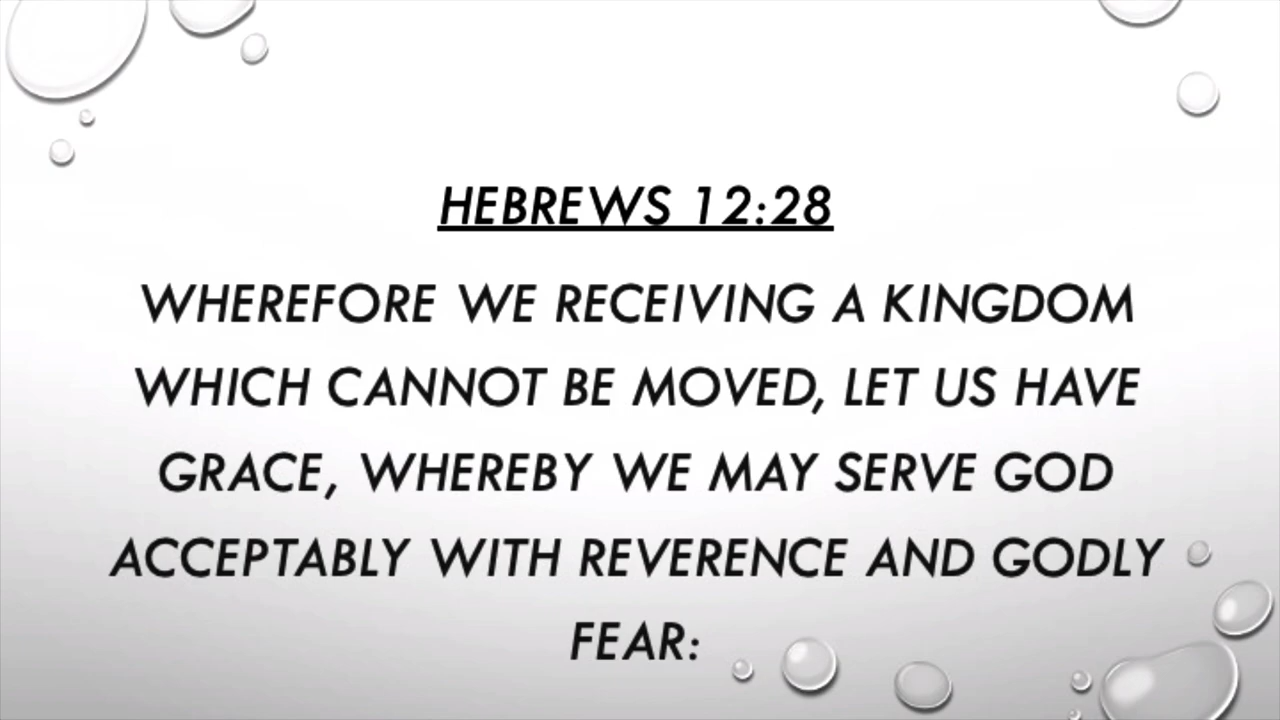 HEBREWS 12:28
WHEREFORE WE RECEIVING A KINGDOM
WHICH CANNOT BE MOVED, LET US HAVE
GRACE, WHEREBY WE MAY SERVE GOD
ACCEPTABLY WITH REVERENCE AND GODLY
FEAR: